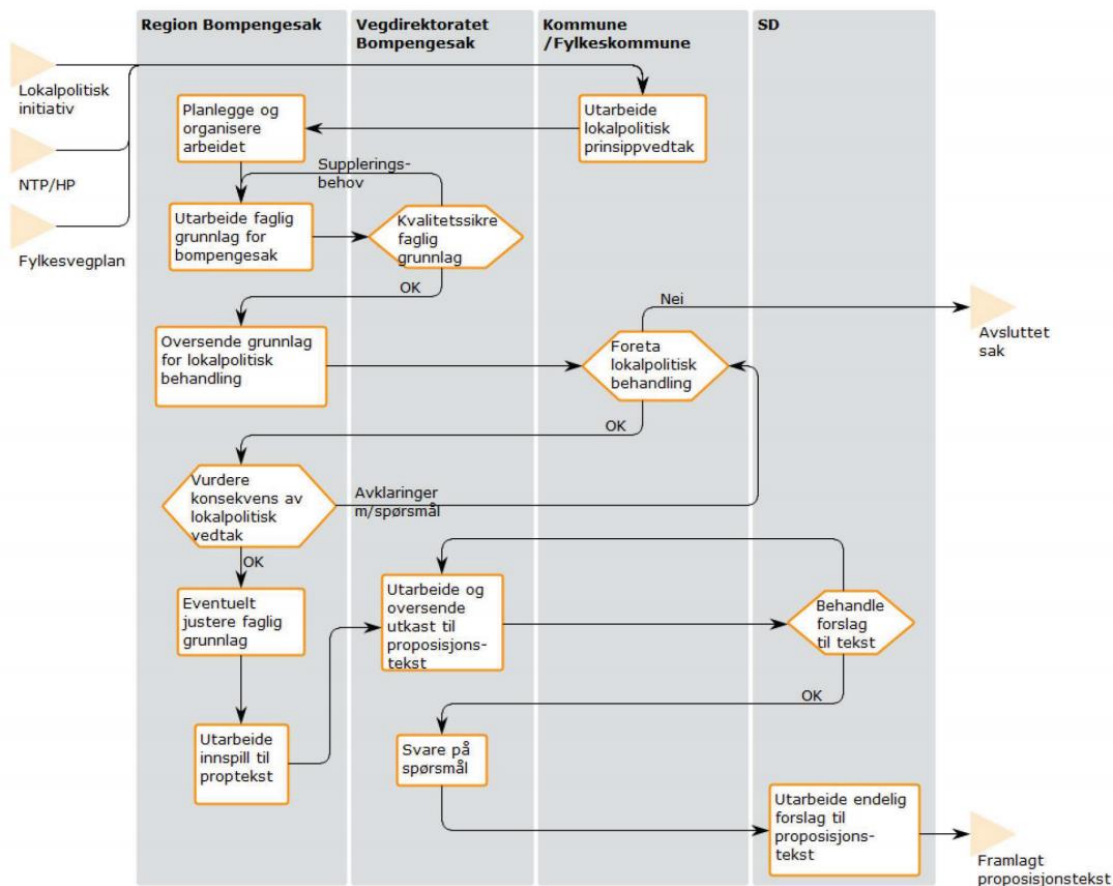 Region Bompengesak
Vegdirektoratet
Bompengesak
Kommune
/Fylkeskommune
SD
Lokalpolitisk
initiativ
NTP/HP
Fylkesvegplan
Planlegge og
organisere
arbeidet
Utarbeide
lokalpolitisk
prinsippvedtak
Supplerings-
behov
Utarbeide faglig
grunnlag for
bompengesak
Kvalitetssikre
faglig
grunnlag
OK
Nei
Avsluttet
sak
Oversende grunnlag
for lokalpolitisk
behandling
Foreta
lokalpolitisk
behandling
OK
Vurdere
konsekvens av
lokalpolitisk
vedtak
Avklaringer
m/spørsmål
OK
Eventuelt
justere faglig
grunnlag
Utarbeide og
oversende
utkast til
proposisjons-
tekst
Behandle
forslag
til tekst
OK
Utarbeide
innspill til
proptekst
Svare på
spørsmål
Utarbeide endelig
forslag til
proposisjons-
tekst
Framlagt
proposisjonstekst